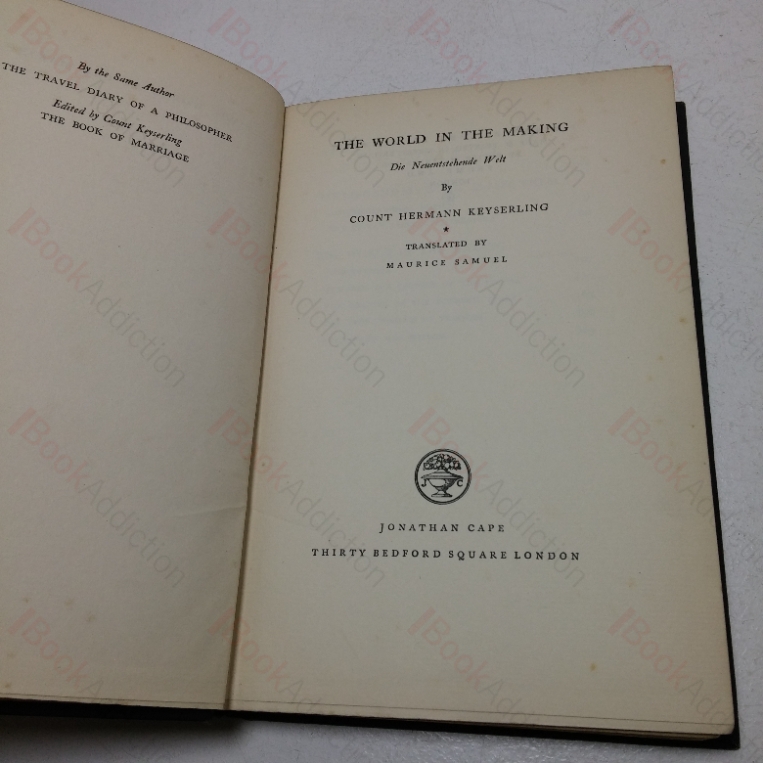 By the Same Author
THE TRAVEL DIARY OF A PHILOSOPHER
Edited by Count Keyserling
THE BOOK OF MARRIAGE
THE WORLD IN THE MAKING
Die Neuentstehende Welt
By
COUNT HERMANN KEYSERLING
★
TRANSLATED BY
MAURICE SAMUEL
J C
JONATHAN CAPE
THIRTY BEDFORD SQUARE LONDON
BookAddiction